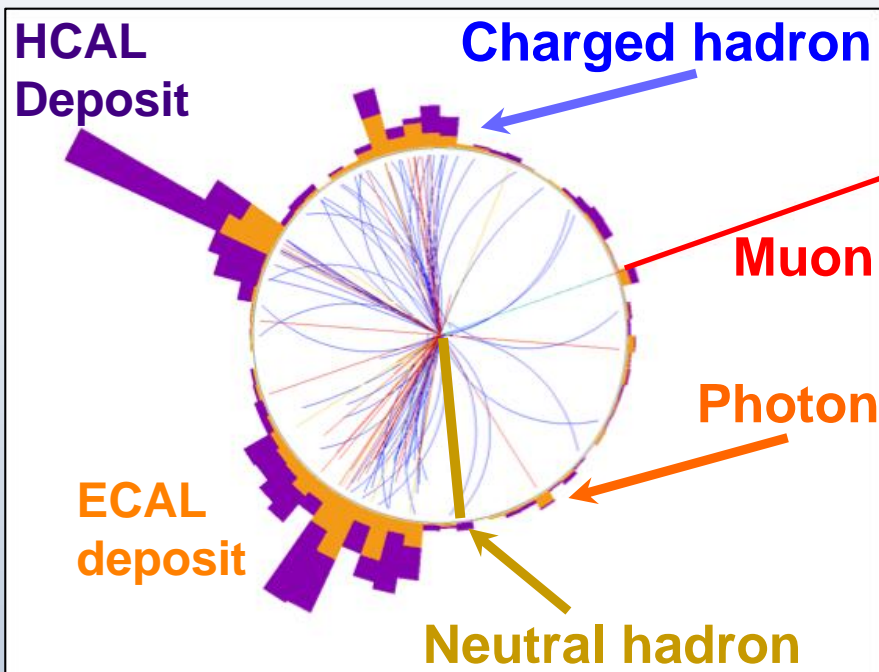 HCAL
Deposit
Charged hadron
Muon
Photon
ECAL
deposit
Neutral hadron